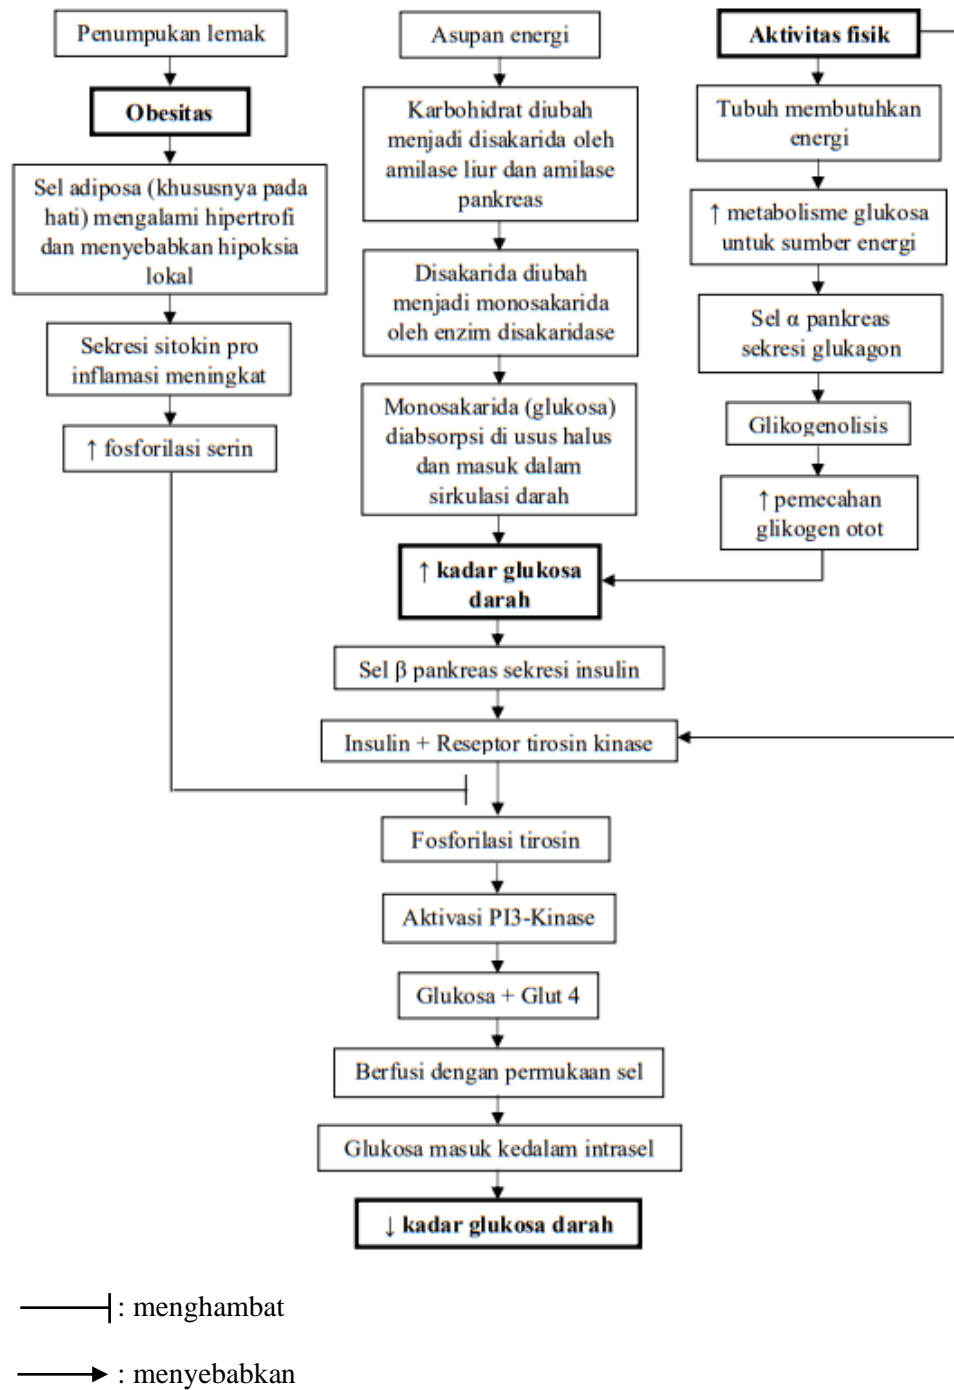 Penumpukan lemak
Obesitas
Sel adiposa (khususnya pada
hati) mengalami hipertrofi
dan menyebabkan hipoksia
lokal
Sekresi sitokin pro
inflamasi meningkat
↑ fosforilasi serin
Asupan energi
Karbohidrat diubah
menjadi disakarida oleh
amilase liur dan amilase
pankreas
Disakarida diubah
menjadi monosakarida
oleh enzim disakaridase
Monosakarida (glukosa)
diabsorpsi di usus halus
dan masuk dalam
sirkulasi darah
Aktivitas fisik
Tubuh membutuhkan
energi
↑ metabolisme glukosa
untuk sumber energi
Sel α pankreas
sekresi glukagon
Glikogenolisis
↑ pemecahan
glikogen otot
↑ kadar glukosa
darah
Sel β pankreas sekresi insulin
Insulin + Reseptor tirosin kinase
Fosforilasi tirosin
Aktivasi PI3-Kinase
Glukosa + Glut 4
Berfusi dengan permukaan sel
Glukosa masuk kedalam intrasel
↓ kadar glukosa darah
: menghambat
: menyebabkan